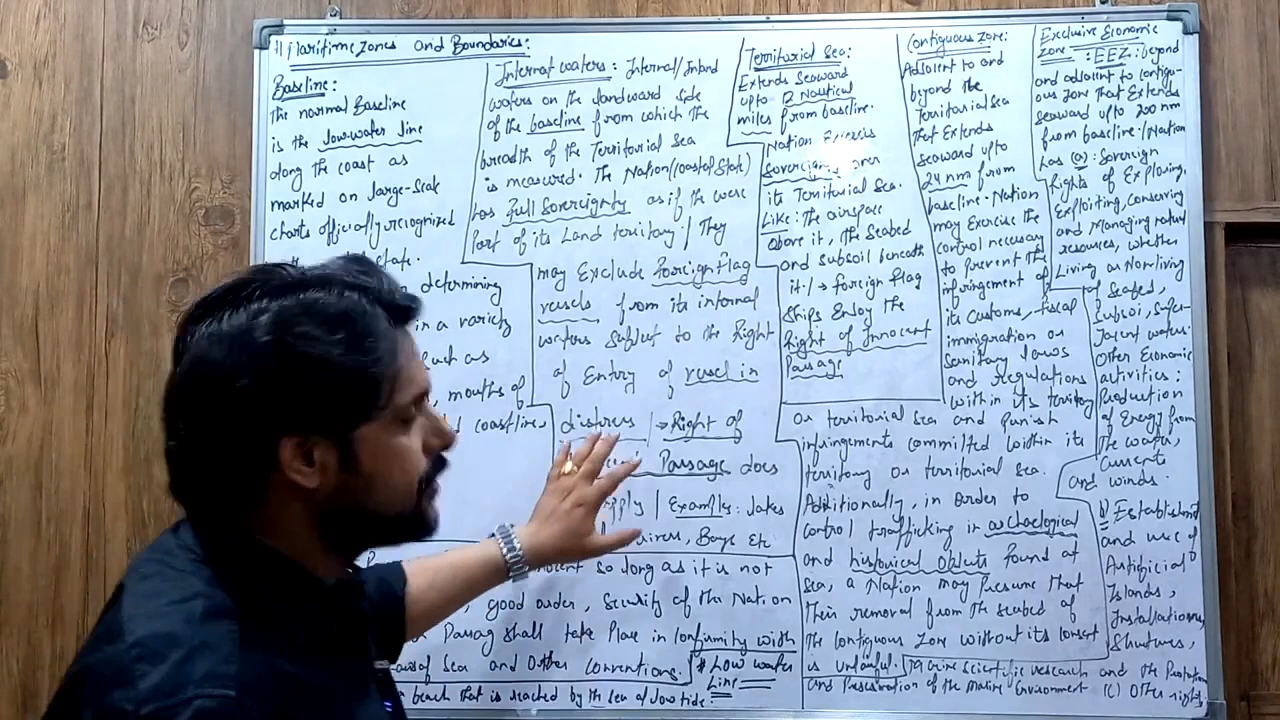 Maritime Zones and Boundaries:
Baseline:
The normal Baseline
is the low-water line
along the coast as
marked on large-scale
charts officially recognized
state.
determining
in a variety
such as
, mouths of
coastline,
Internal waters: Internal/Inland
waters on the landward side
of the baseline from which the
breadth of the Territorial Sea
is measured. The Nation/Coastal State)
has Full Sovereignty as if the were
Part of its Land territory./ They
may Exclude Foreign Flag
vessels from its internal
waters subject to the Right
of Entry of vessel in
distress / → Right of
Passage does
apply / Examples: lakes
Rivers, Bays Etc
so long as it is not
, good order, security of the Nation
Passag shall take Place in Confirmity with
Laws of Sea and Other conventions.
* Low water
Line
beach that is reached by the sea at low tide.
Territorial Sea:
Extends Seaward
upto 12 Nautical
miles from baseline.
Nation Exercis
Sovereignty over
its Territorial Sea.
Like: The airspace
above it, the seabed
and subsoil beneath
it. / → foreign flag
Ships Enjoy the
Right of Innocent
Passage
Contiguous Zone:
Adjacent to and
beyond the
Territorial Sea
That Extends
seaward upto
24 nm from
baseline. Nation
may Exercise the
control necessary
to prevent the
infringement of
its customs, fiscal
immigration or
Sanitary laws
and regulations
within its territory
or territorial sea and Punish
infringements committed within its
territory or territorial sea.
Additionally, in order to
control trafficking in archaelogical
and historical objects found at
sea, a Nation may Presume that
their removal from the seabed of
the Contiguous Zone without its consent
is unlawful.
Exclusive Economic
Zone : EEZ: beyond
and adjacent to contigu-
ous zone that Extends
seaward upto 200 nm
from baseline./Nation
has (a): Sovereign
Rights of Exploring,
Exploiting, conserving
and Managing natural
resources, whether
Living or Nonliving
of Seabed,
Subsoi, Super-
jacent waters.
Other Economic
activities:
Production
of Energy from
the water,
Currents
and winds.
b) Establishment
and use of
Artificial
Islands,
Installations,
Structures,
Marine scientific research and the Protection
and Preservation of the Marine Environment (c) Other rights;